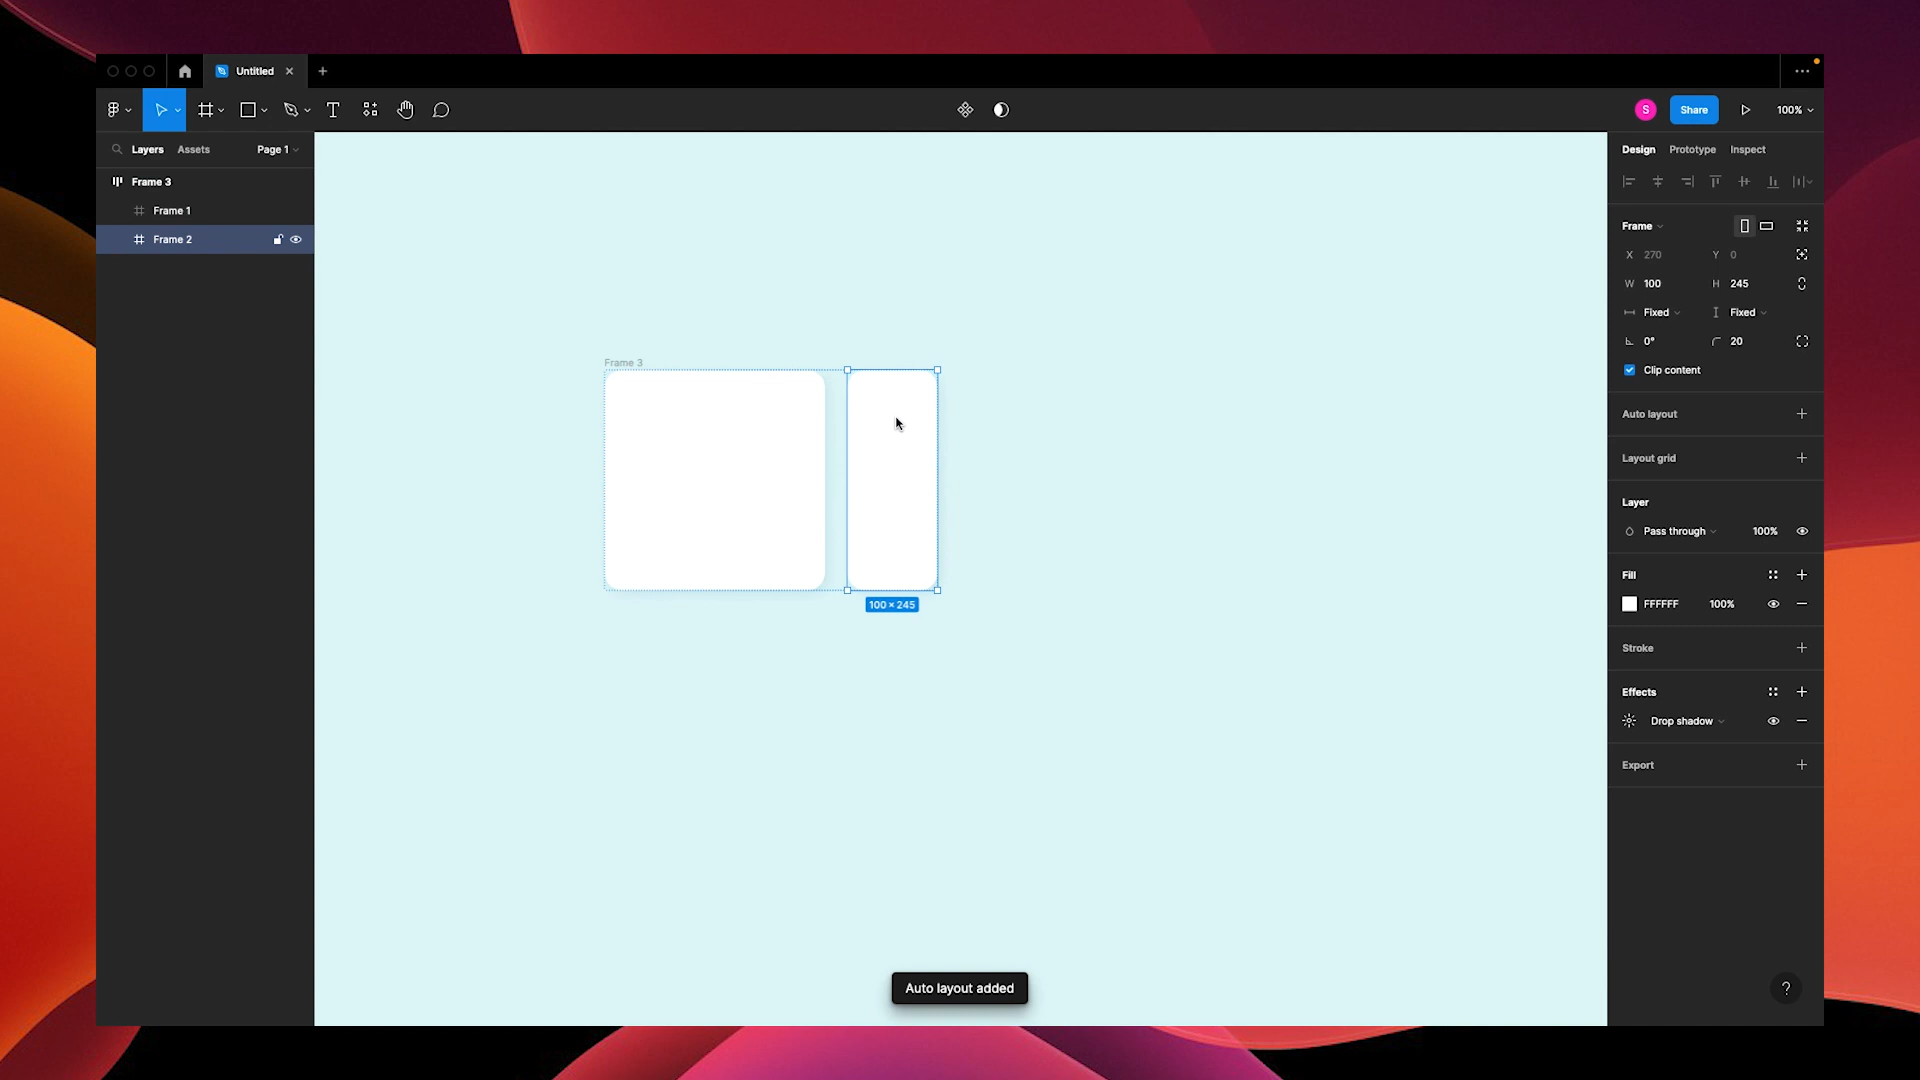 Untitled
S
Share
100%
Layers Assets Page 1
Frame 3
Frame 1
Frame 2
Frame 3
100 × 245
Auto layout added
Design Prototype Inspect
Frame
X 270 Y 0
W 100 H 245
Fixed Fixed
0° 20
Clip content
Auto layout
Layout grid
Layer
Pass through 100%
Fill
FFFFFF 100%
Stroke
Effects
Drop shadow
Export
?